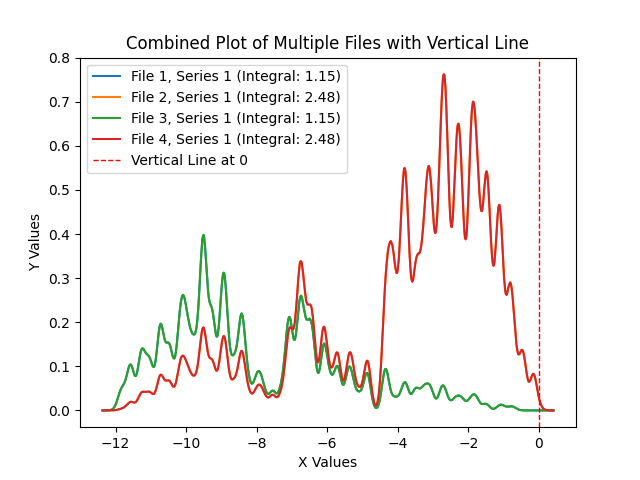 Combined Plot of Multiple Files with Vertical Line
File 1, Series 1 (Integral: 1.15)
File 2, Series 1 (Integral: 2.48)
File 3, Series 1 (Integral: 1.15)
File 4, Series 1 (Integral: 2.48)
Vertical Line at 0
Y Values
0.8
0.7
0.6
0.5
0.4
0.3
0.2
0.1
0.0
−12 −10 −8 −6 −4 −2 0
X Values